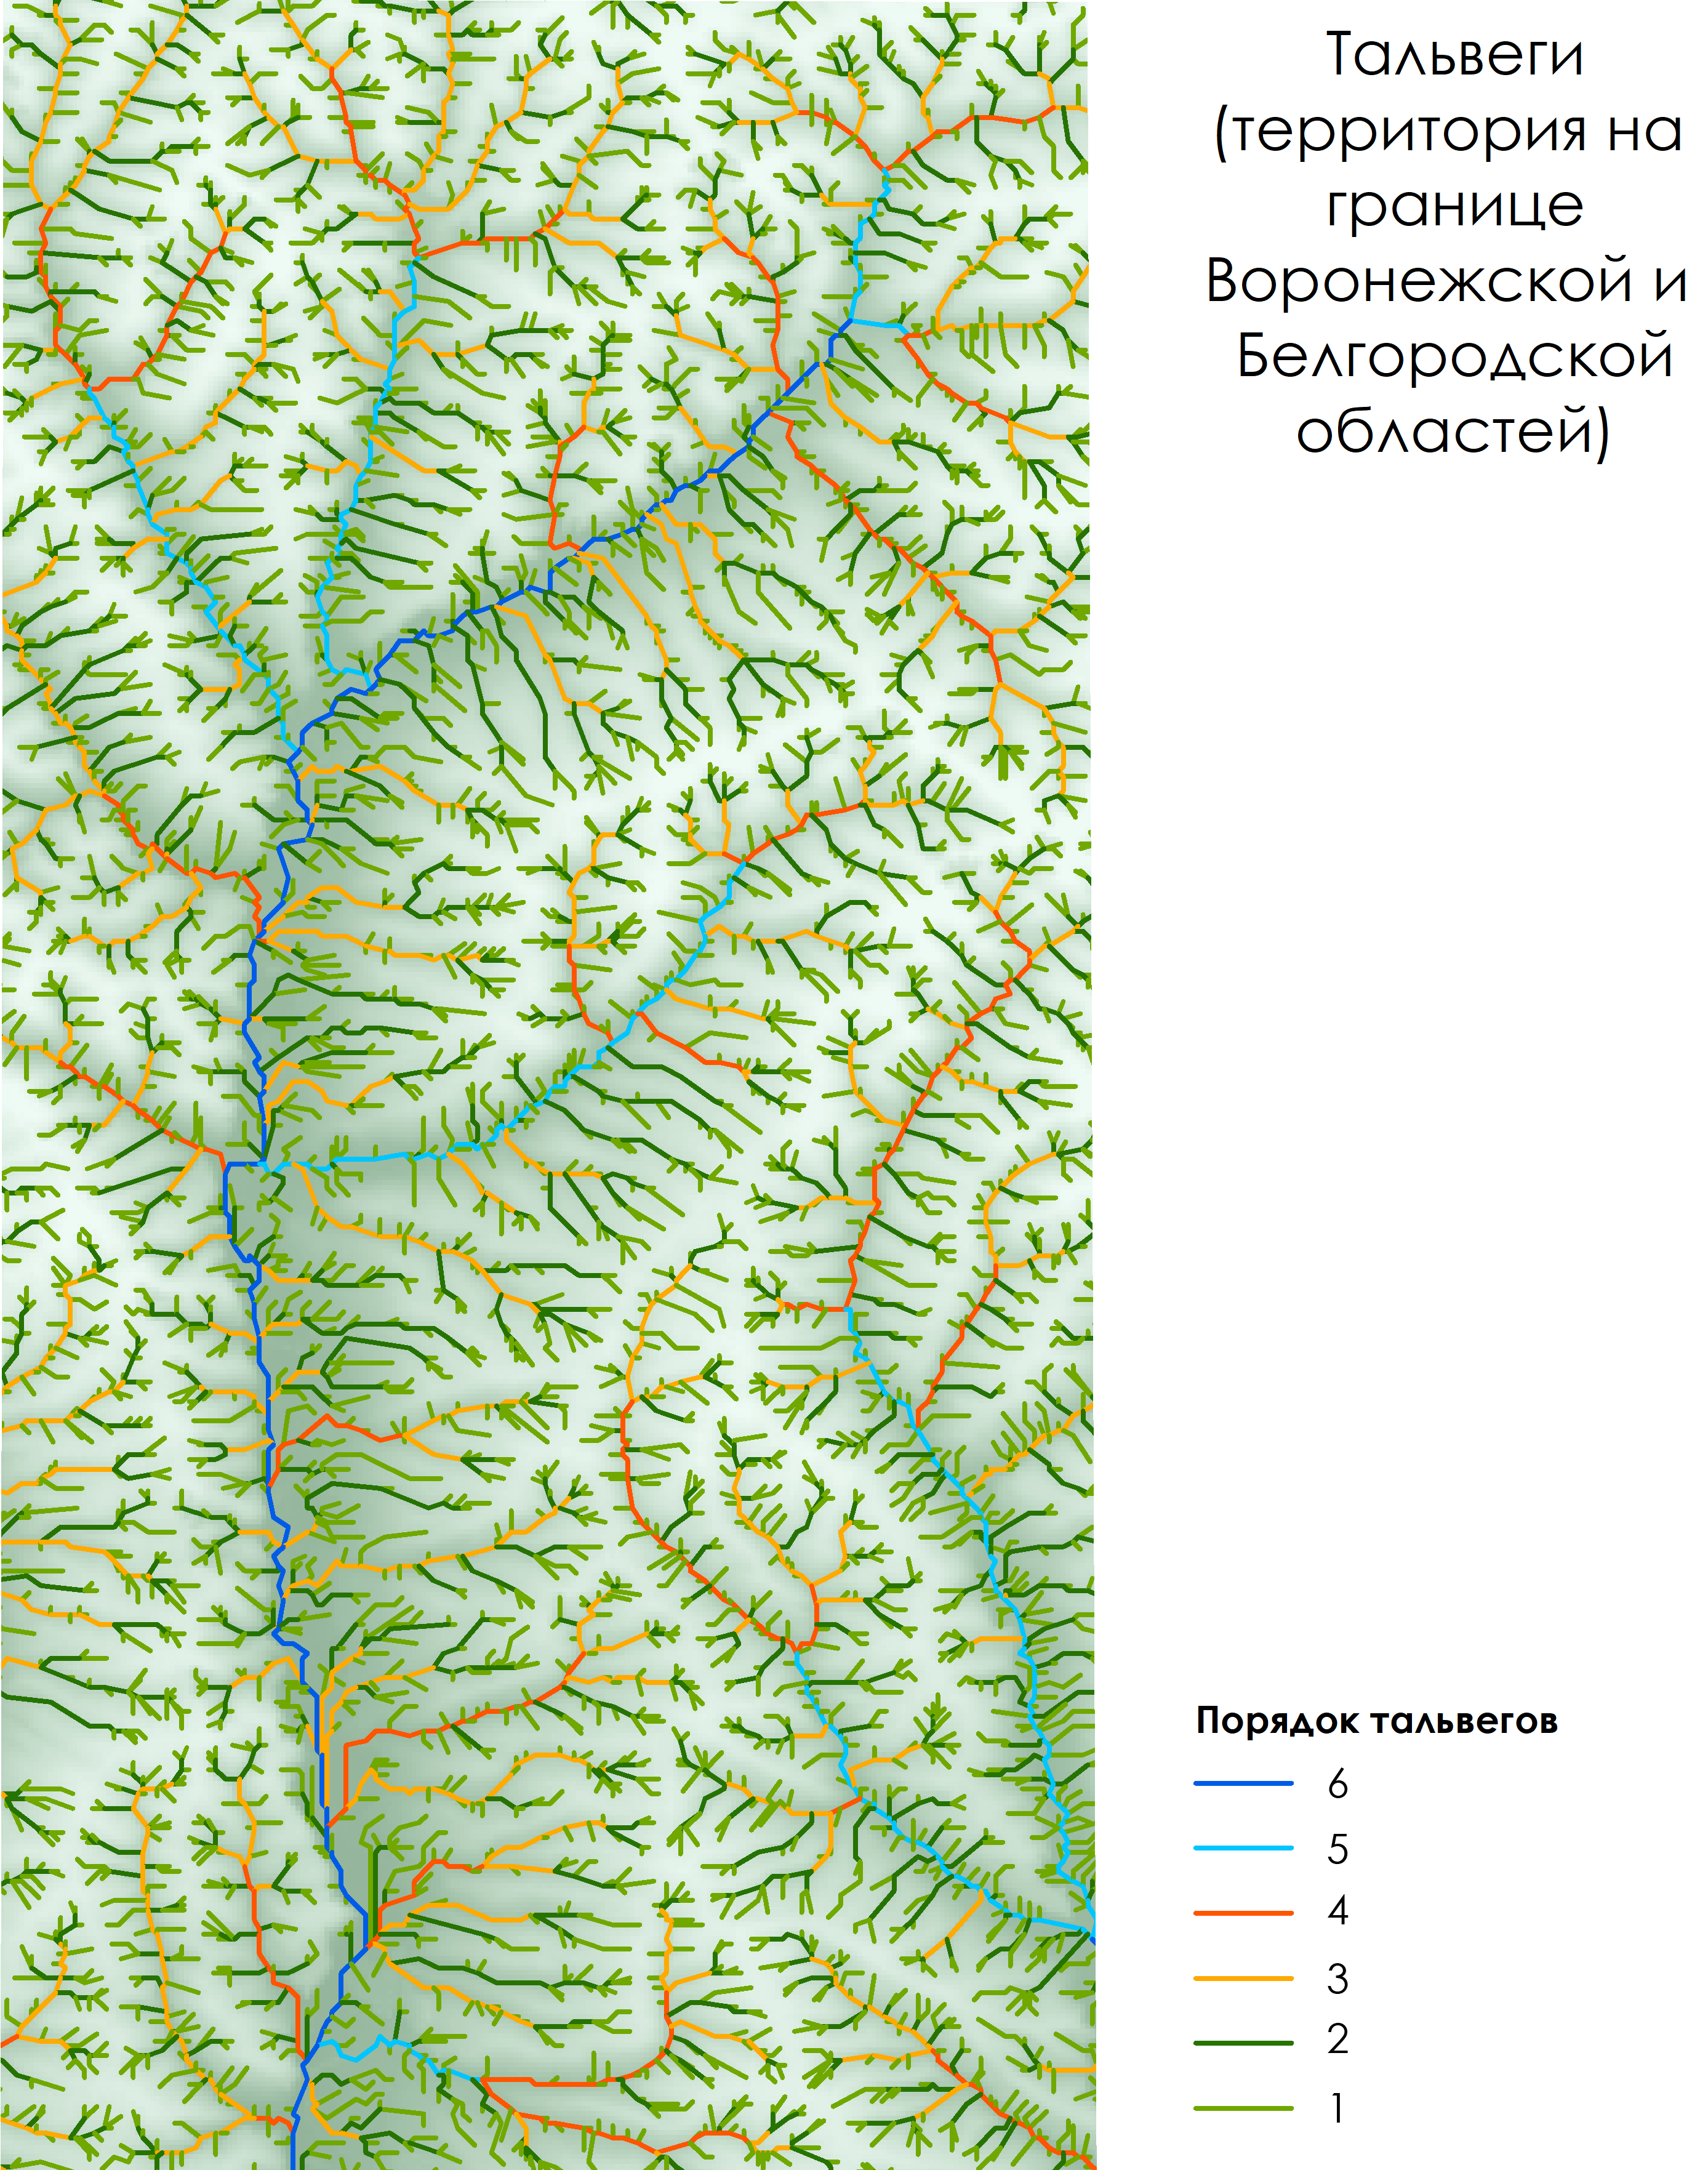 Тальвеги
(территория на
границе
Воронежской и
Белгородской
областей)
Порядок тальвегов
6
5
4
3
2
1